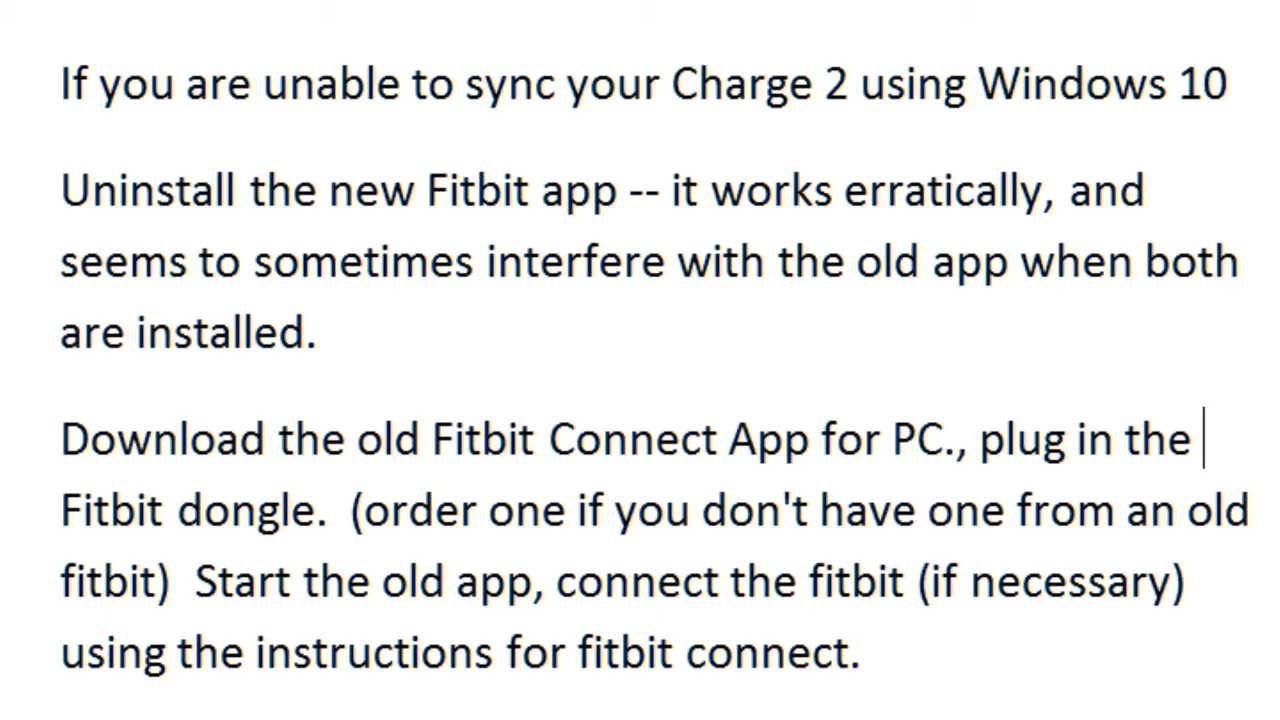 If you are unable to sync your Charge 2 using Windows 10
Uninstall the new Fitbit app -- it works erratically, and
seems to sometimes interfere with the old app when both
are installed.
Download the old Fitbit Connect App for PC., plug in the
Fitbit dongle.  (order one if you don't have one from an old
fitbit)  Start the old app, connect the fitbit (if necessary)
using the instructions for fitbit connect.